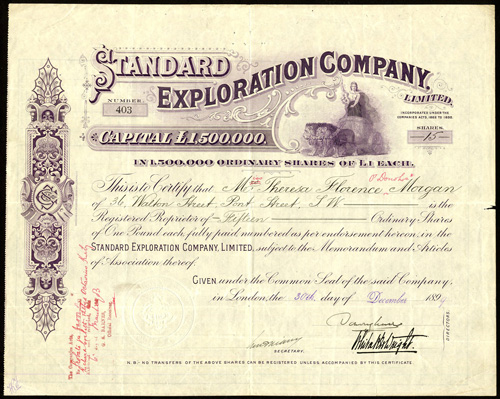 STANDARD
EXPLORATION COMPANY,
LIMITED.
NUMBER.
403
INCORPORATED UNDER THE
COMPANIES ACTS, 1862 TO 1898.
SHARES.
15
CAPITAL £1,500,000.
IN 1,500,000 ORDINARY SHARES OF £1 EACH.
This is to Certify that Theresa Florence Morgan
of 36, Walton Street, Pont Street, S.W. is the
Registered Proprietor of Fifteen Ordinary Shares
of One Pound each, fully paid, numbered as per endorsement hereon, in the
STANDARD EXPLORATION COMPANY, LIMITED, subject to the Memorandum and Articles
of Association thereof.
GIVEN under the Common Seal of the said Company,
in London, the 30th day of December 189
SECRETARY.
DIRECTORS.
N.B.-NO TRANSFERS OF THE ABOVE SHARES CAN BE REGISTERED UNLESS ACCOMPANIED BY THIS CERTIFICATE.